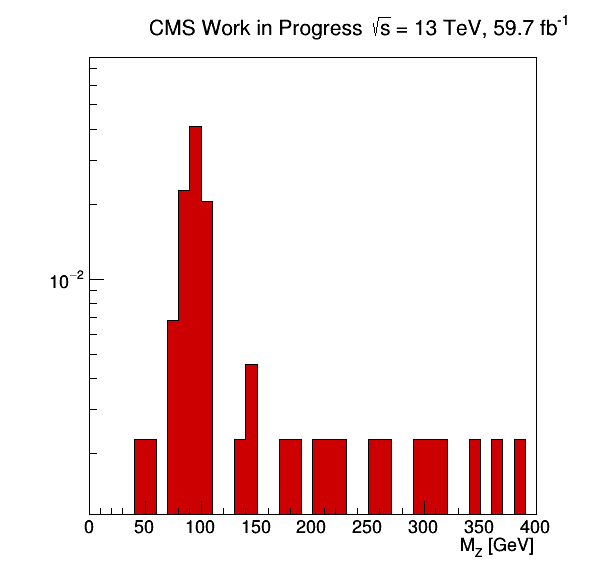 CMS Work in Progress √s = 13 TeV, 59.7 fb⁻¹
10⁻²
0 50 100 150 200 250 300 350 400
M_Z [GeV]